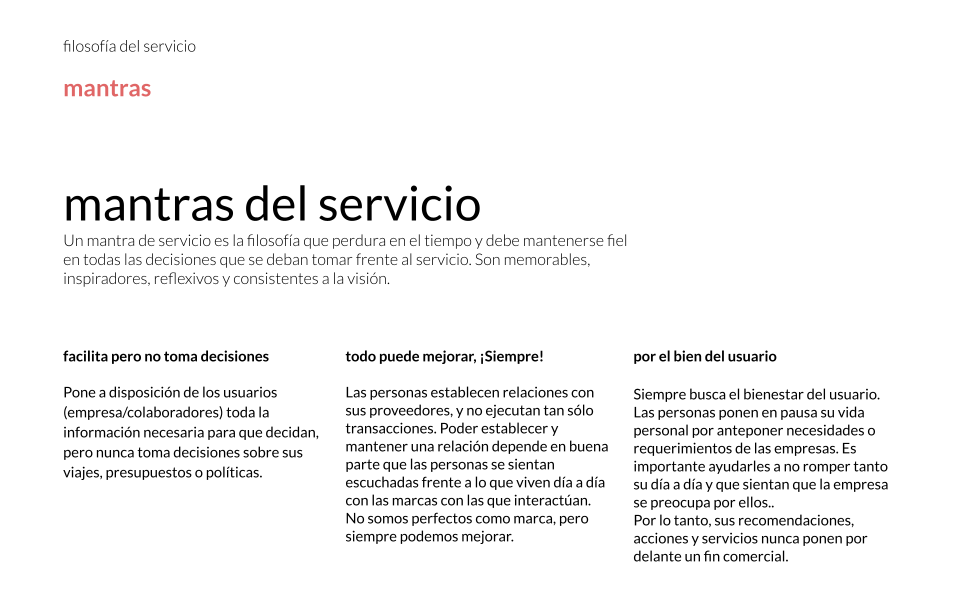 filosofía del servicio
mantras
mantras del servicio
Un mantra de servicio es la filosofía que perdura en el tiempo y debe mantenerse fiel
en todas las decisiones que se deban tomar frente al servicio. Son memorables,
inspiradores, reflexivos y consistentes a la visión.
facilita pero no toma decisiones
Pone a disposición de los usuarios
(empresa/colaboradores) toda la
información necesaria para que decidan,
pero nunca toma decisiones sobre sus
viajes, presupuestos o políticas.
todo puede mejorar, ¡Siempre!
Las personas establecen relaciones con
sus proveedores, y no ejecutan tan sólo
transacciones. Poder establecer y
mantener una relación depende en buena
parte que las personas se sientan
escuchadas frente a lo que viven día a día
con las marcas con las que interactúan.
No somos perfectos como marca, pero
siempre podemos mejorar.
por el bien del usuario
Siempre busca el bienestar del usuario.
Las personas ponen en pausa su vida
personal por anteponer necesidades o
requerimientos de las empresas. Es
importante ayudarles a no romper tanto
su día a día y que sientan que la empresa
se preocupa por ellos..
Por lo tanto, sus recomendaciones,
acciones y servicios nunca ponen por
delante un fin comercial.